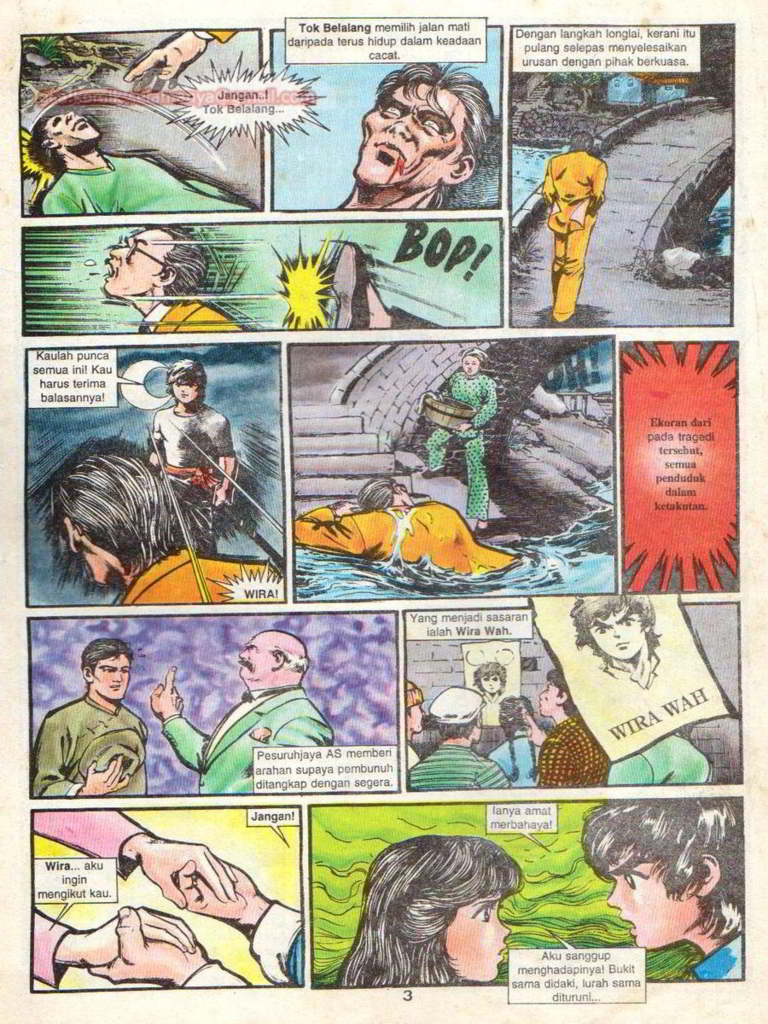 Jangan..!
Tok Belalang...
Tok Belalang memilih jalan mati
daripada terus hidup dalam keadaan
cacat.
Dengan langkah longlai, kerani itu
pulang selepas menyelesaikan
urusan dengan pihak berkuasa.
BOP!
Kaulah punca
semua ini! Kau
harus terima
balasannya!
WIRA!
OH!
Ekoran dari
pada tragedi
tersebut,
semua
penduduk
dalam
ketakutan.
Pesuruhjaya AS memberi
arahan supaya pembunuh
ditangkap dengan segera.
Yang menjadi sasaran
ialah Wira Wah.
WIRA WAH
Jangan!
Wira... aku
ingin
mengikut kau.
Ianya amat
merbahaya!
Aku sanggup
menghadapinya! Bukit
sama didaki, lurah sama
dituruni...
3